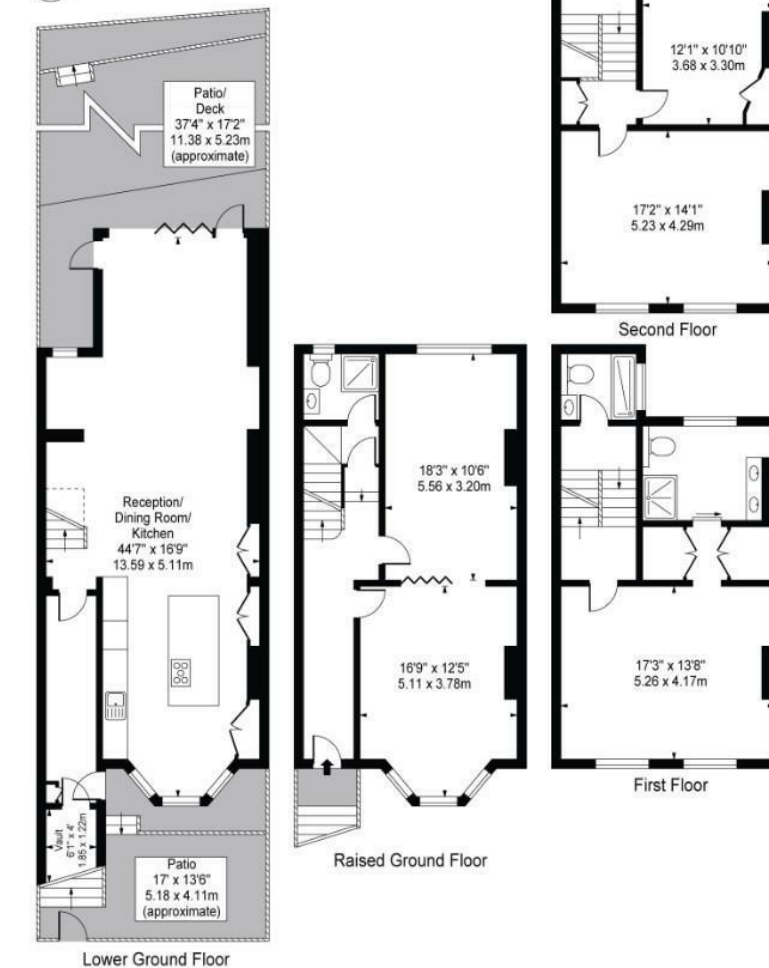 Patio/
Deck
37'4" x 17'2"
11.38 x 5.23m
(approximate)
Reception/
Dining Room/
Kitchen
44'7" x 16'9"
13.59 x 5.11m
Vault
6'1" x 4'
1.85 x 1.22m
Patio
17' x 13'6"
5.18 x 4.11m
(approximate)
Lower Ground Floor
18'3" x 10'6"
5.56 x 3.20m
16'9" x 12'5"
5.11 x 3.78m
Raised Ground Floor
12'1" x 10'10"
3.68 x 3.30m
17'2" x 14'1"
5.23 x 4.29m
Second Floor
17'3" x 13'8"
5.26 x 4.17m
First Floor